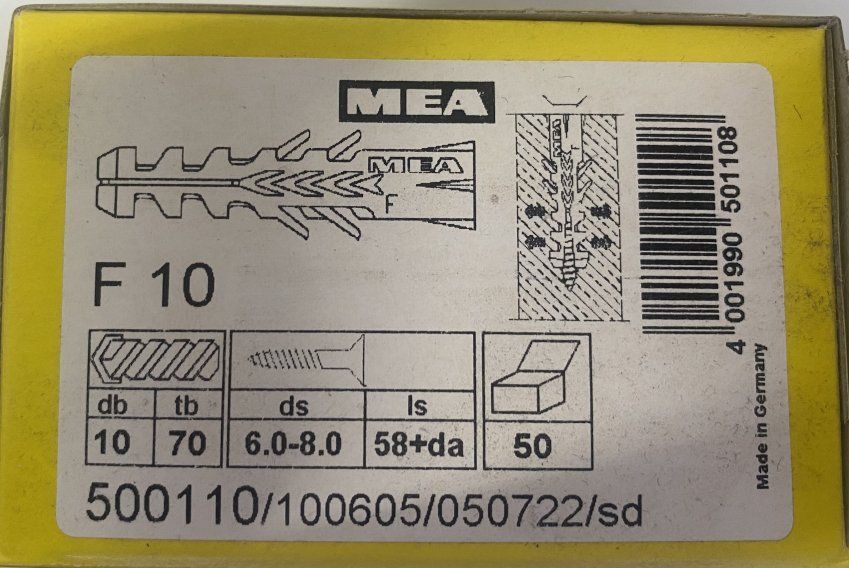 MEA
MEA
F
MEA
F
F 10
4 001990 501108
db tb ds ls
10 70 6.0-8.0 58+da 50
500110/100605/050722/sd
Made in Germany